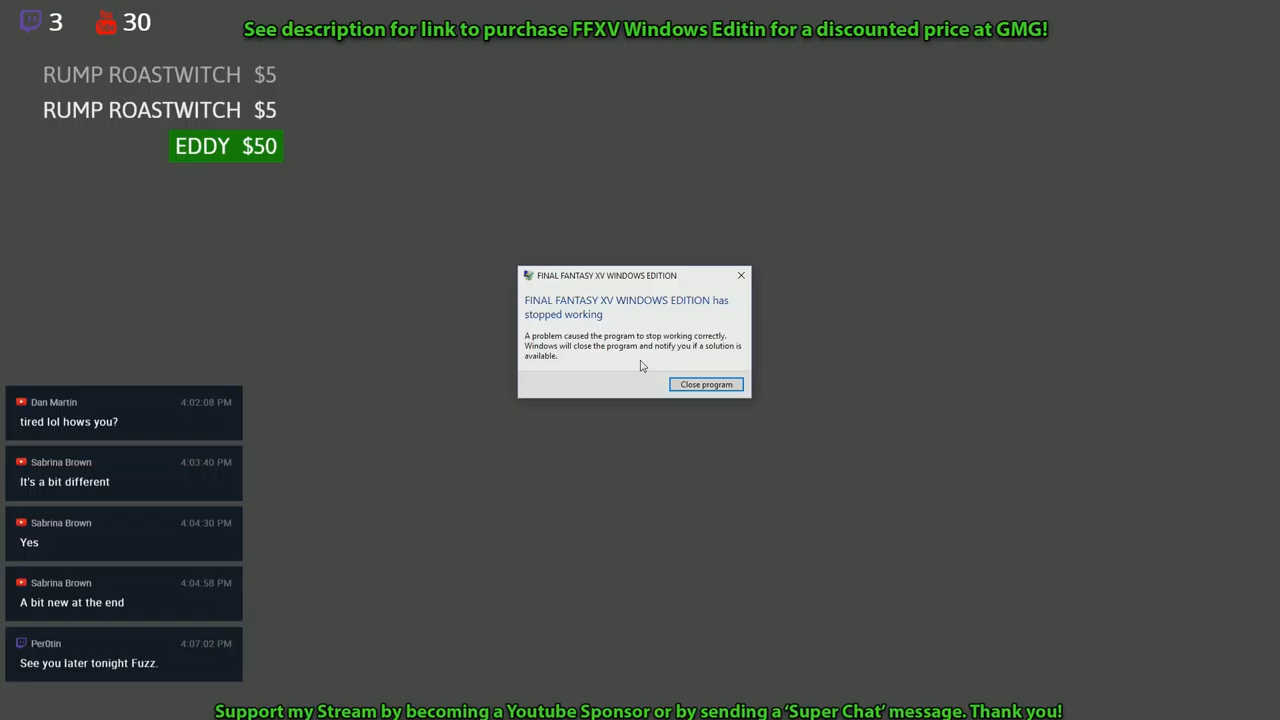 3 30
See description for link to purchase FFXV Windows Editin for a discounted price at GMG!
RUMP ROASTWITCH $5
RUMP ROASTWITCH $5
EDDY $50
FINAL FANTASY XV WINDOWS EDITION
FINAL FANTASY XV WINDOWS EDITION has
stopped working
A problem caused the program to stop working correctly.
Windows will close the program and notify you if a solution is
available.
Close program
Dan Martin 4:02:08 PM
tired lol hows you?
Sabrina Brown 4:03:40 PM
It's a bit different
Sabrina Brown 4:04:30 PM
Yes
Sabrina Brown 4:04:58 PM
A bit new at the end
Per0tin 4:07:02 PM
See you later tonight Fuzz.
Support my Stream by becoming a Youtube Sponsor or by sending a ‘Super Chat’ message. Thank you!